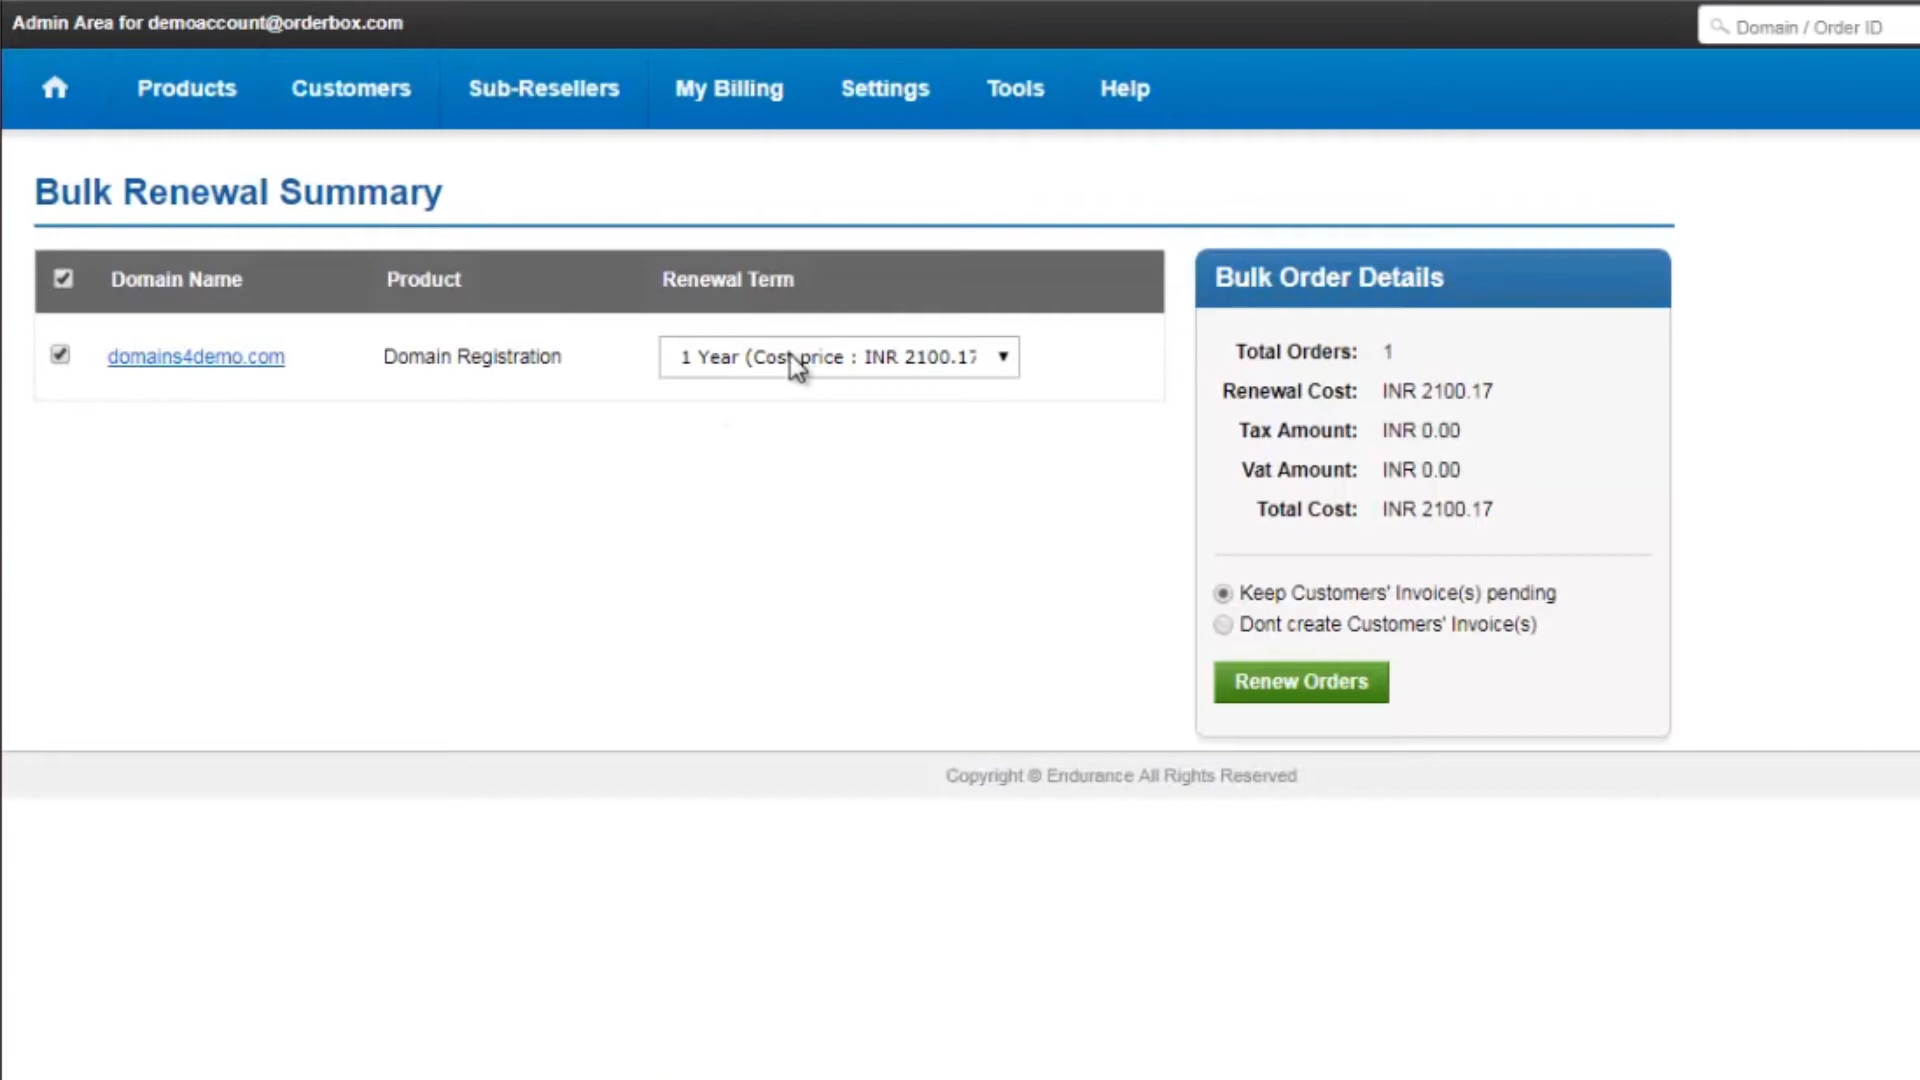 Admin Area for demoaccount@orderbox.com
Domain / Order ID
Products Customers Sub-Resellers My Billing Settings Tools Help
Bulk Renewal Summary
Domain Name Product Renewal Term
domains4demo.com Domain Registration 1 Year (Cost price : INR 2100.17
Bulk Order Details
Total Orders: 1
Renewal Cost: INR 2100.17
Tax Amount: INR 0.00
Vat Amount: INR 0.00
Total Cost: INR 2100.17
Keep Customers' Invoice(s) pending
Dont create Customers' Invoice(s)
Renew Orders
Copyright © Endurance All Rights Reserved